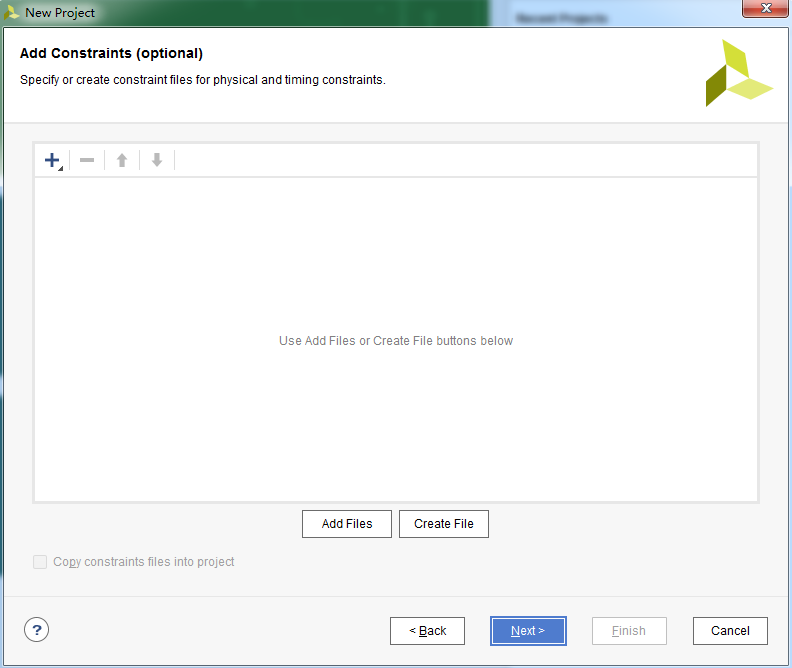 New Project
Recent Projects
Add Constraints (optional)
Specify or create constraint files for physical and timing constraints.
Use Add Files or Create File buttons below
Add Files
Create File
Copy constraints files into project
?
< Back
Next >
Finish
Cancel